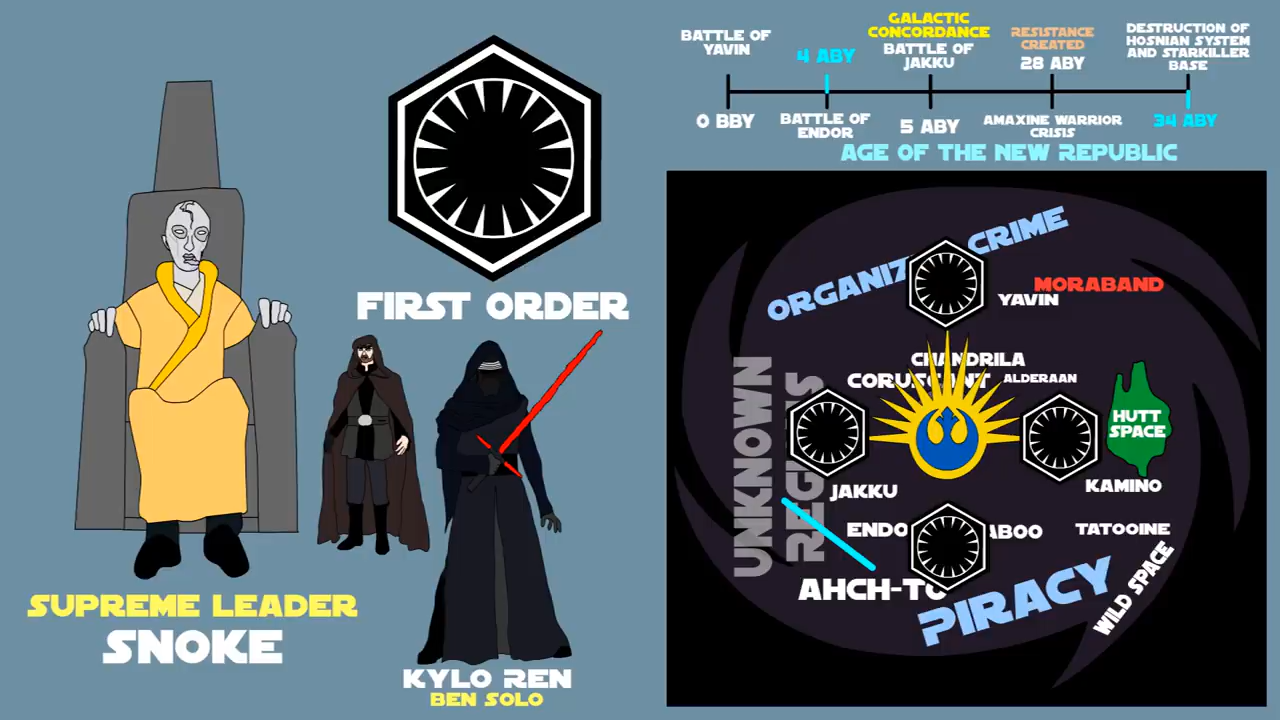 BATTLE OF
YAVIN
4 ABY
GALACTIC
CONCORDANCE
BATTLE OF
JAKKU
RESISTANCE
CREATED
28 ABY
DESTRUCTION OF
HOSNIAN SYSTEM
AND STARKILLER
BASE
0 BBY
BATTLE OF
ENDOR
5 ABY
AMAXINE WARRIOR
CRISIS
34 ABY
AGE OF THE NEW REPUBLIC
FIRST ORDER
SUPREME LEADER
SNOKE
KYLO REN
BEN SOLO
CRIME
MORABAND
YAVIN
CHANDRILA
ALDERAAN
UNKNOWN
HUTT
SPACE
JAKKU
KAMINO
TATOOINE
WILD SPACE
PIRACY